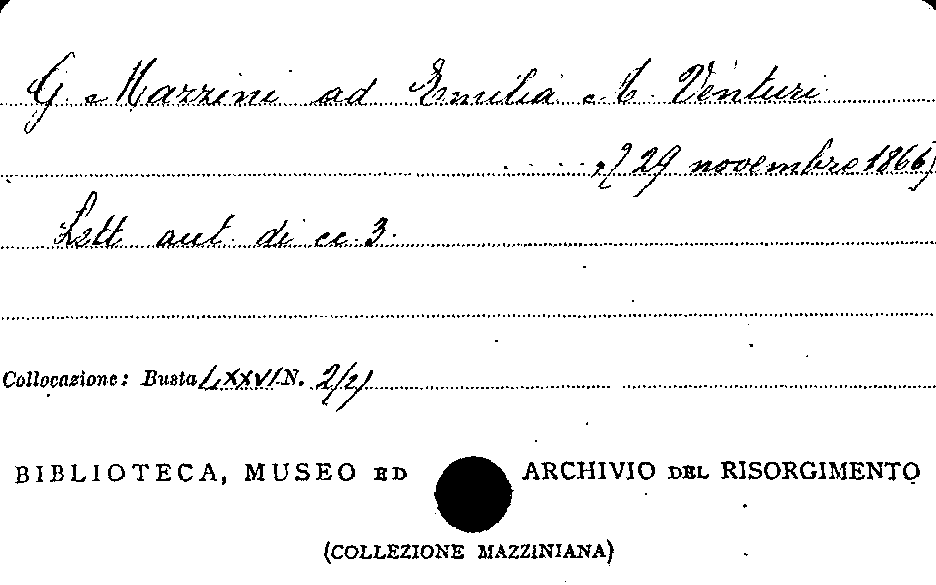 G. Mazzini ad Emilia A. Venturi
[29 novembre 1866]
Lett. aut. di cc. 3.
Collocazione: Busta LXXVI N. 2/2)
BIBLIOTECA, MUSEO ED ARCHIVIO DEL RISORGIMENTO
(COLLEZIONE MAZZINIANA)